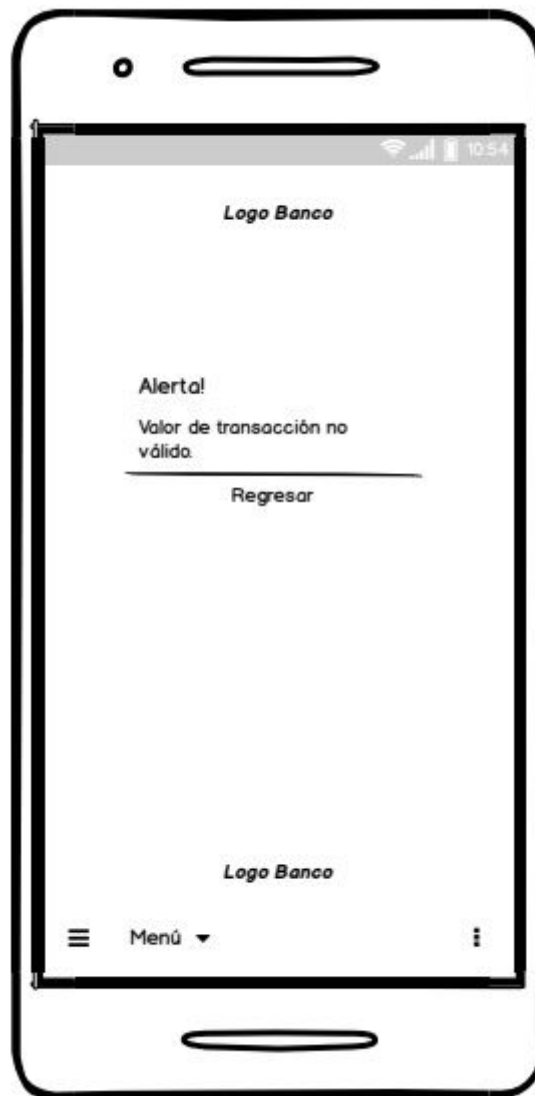 10:54
Logo Banco
Alerta!
Valor de transacción no
válido.
Regresar
Logo Banco
Menú